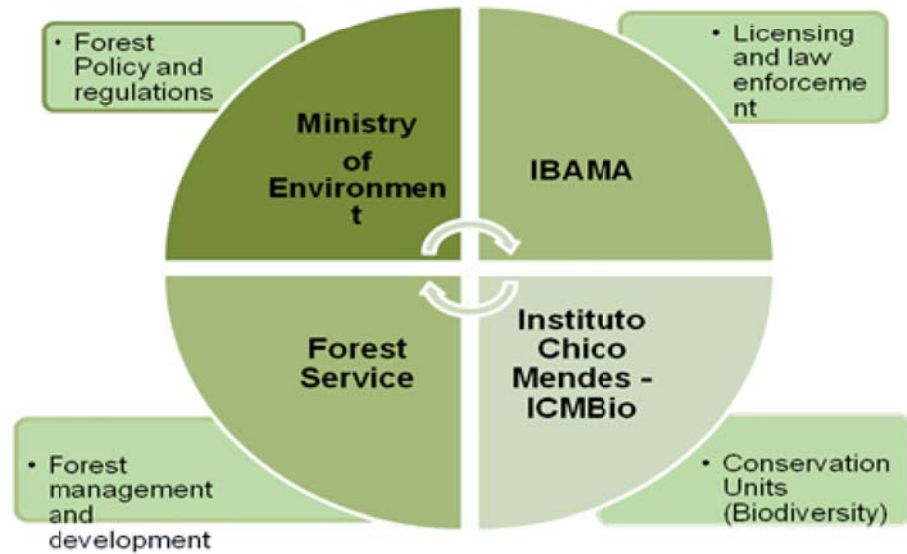 • Forest
Policy and
regulations
Ministry
of
Environmen
t
• Licensing
and law
enforceme
nt
IBAMA
Forest
Service
• Forest
management
and
development
Instituto
Chico
Mendes -
ICMBio
• Conservation
Units
(Biodiversity)